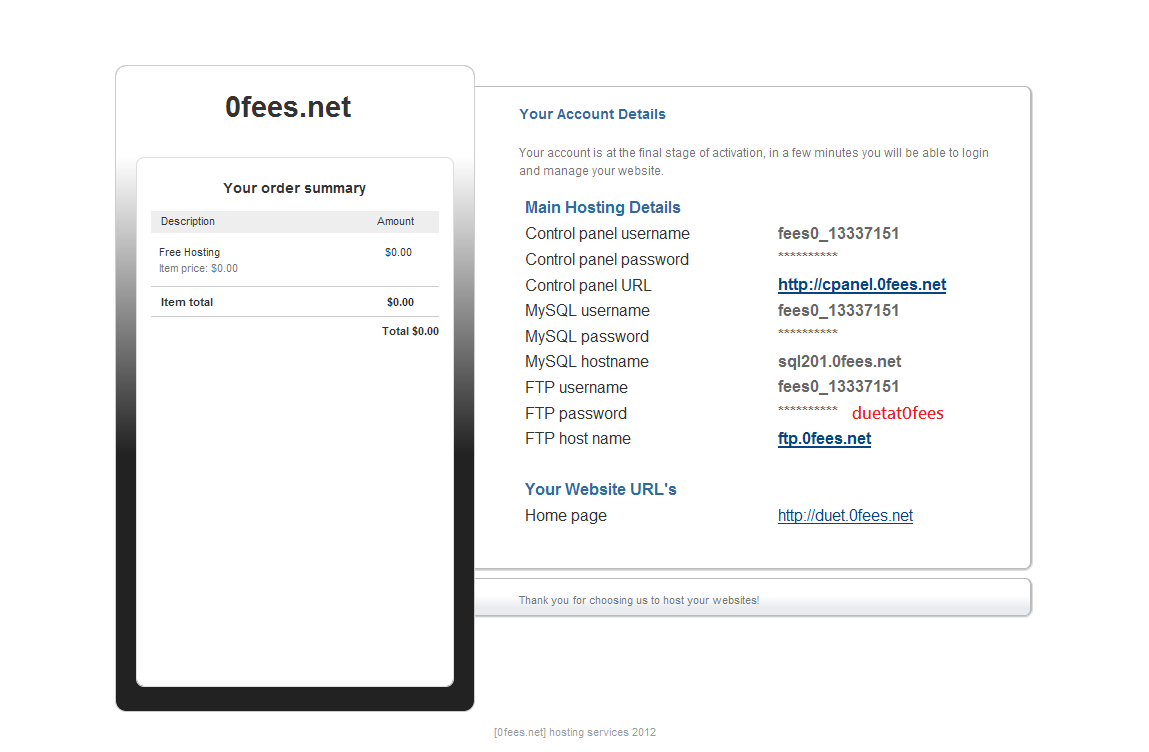 0fees.net
Your order summary
Description Amount
Free Hosting $0.00
Item price: $0.00
Item total $0.00
Total $0.00
Your Account Details
Your account is at the final stage of activation, in a few minutes you will be able to login
and manage your website.
Main Hosting Details
Control panel username fees0_13337151
Control panel password **********
Control panel URL http://cpanel.0fees.net
MySQL username fees0_13337151
MySQL password **********
MySQL hostname sql201.0fees.net
FTP username fees0_13337151
FTP password ********** duetat0fees
FTP host name ftp.0fees.net
Your Website URL's
Home page http://duet.0fees.net
Thank you for choosing us to host your websites!
[0fees.net] hosting services 2012